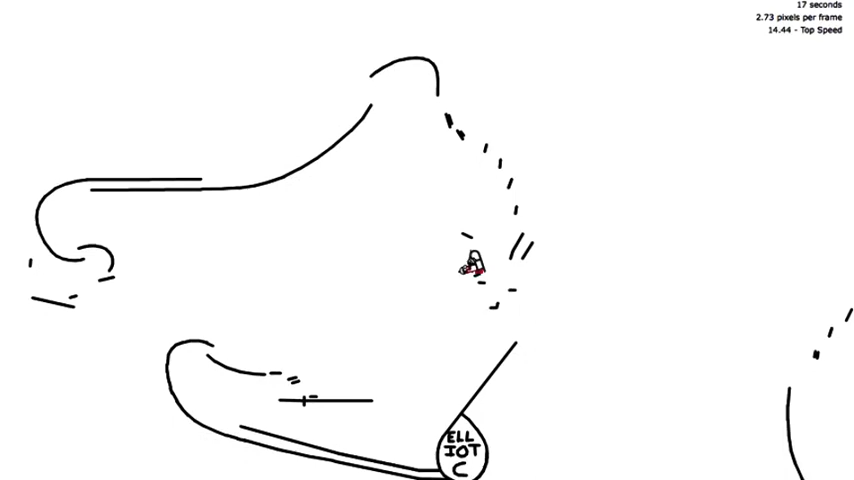 17 seconds
2.73 pixels per frame
14.44 - Top Speed
ELL
IOT
C